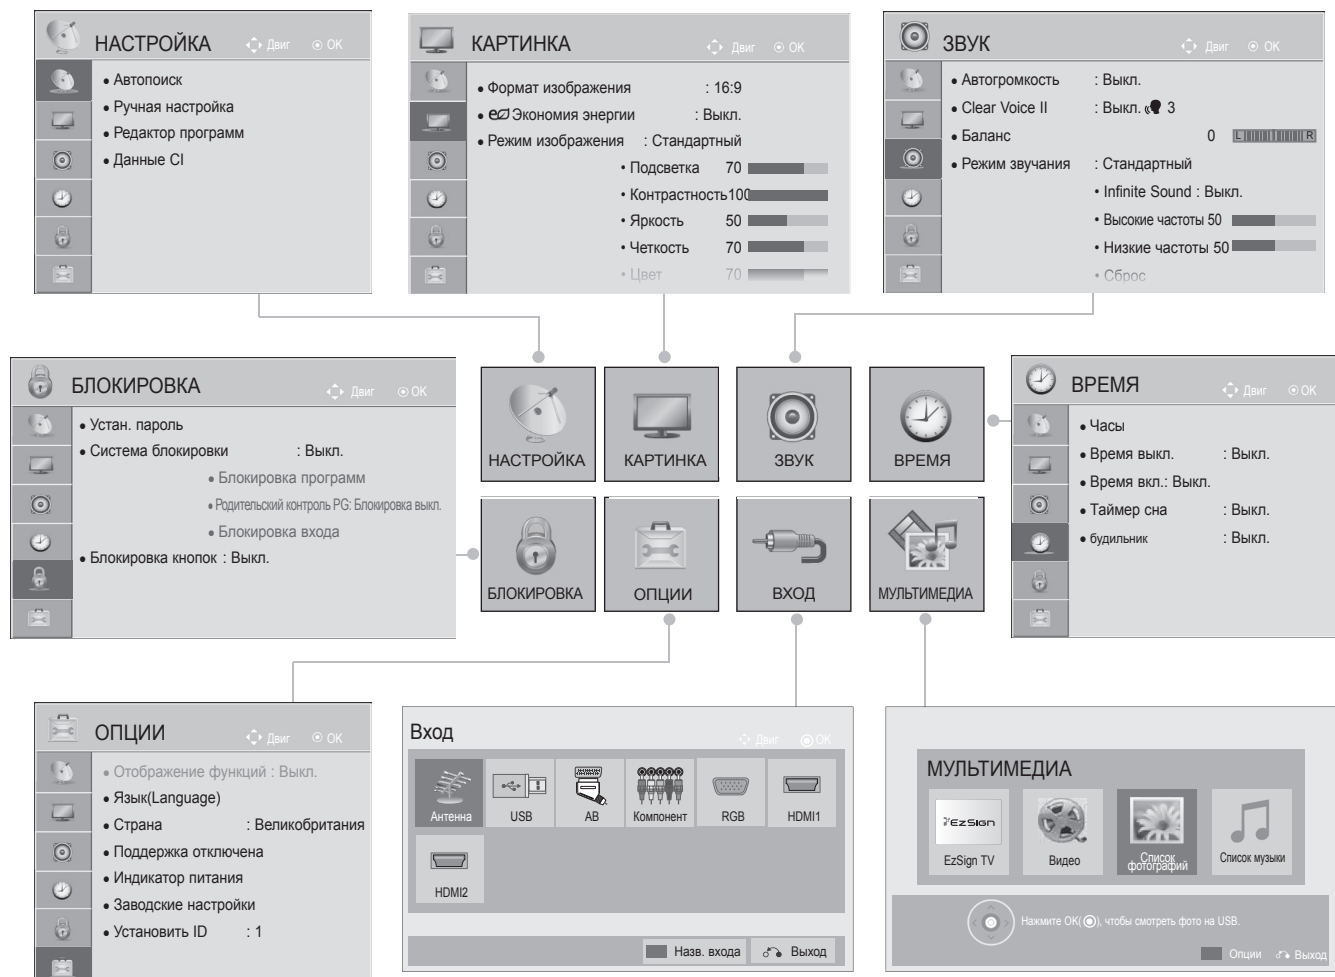 НАСТРОЙКА Двиг OK
• Автопоиск
• Ручная настройка
• Редактор программ
• Данные CI
КАРТИНКА Двиг OK
• Формат изображения : 16:9
• Экономия энергии : Выкл.
• Режим изображения : Стандартный
• Подсветка 70
• Контрастность100
• Яркость 50
• Четкость 70
• Цвет 70
ЗВУК Двиг OK
• Автогромкость : Выкл.
• Clear Voice II : Выкл. 3
• Баланс 0 L R
• Режим звучания : Стандартный
• Infinite Sound : Выкл.
• Высокие частоты 50
• Низкие частоты 50
• Сброс
БЛОКИРОВКА Двиг OK
• Устан. пароль
• Система блокировки : Выкл.
• Блокировка программ
• Родительский контроль PG: Блокировка выкл.
• Блокировка входа
• Блокировка кнопок : Выкл.
НАСТРОЙКА
КАРТИНКА
ЗВУК
ВРЕМЯ
БЛОКИРОВКА
ОПЦИИ
ВХОД
МУЛЬТИМЕДИА
ВРЕМЯ Двиг OK
• Часы
• Время выкл. : Выкл.
• Время вкл.: Выкл.
• Таймер сна : Выкл.
• будильник : Выкл.
ОПЦИИ Двиг OK
• Отображение функций : Выкл.
• Язык(Language)
• Страна : Великобритания
• Поддержка отключена
• Индикатор питания
• Заводские настройки
• Установить ID : 1
Вход Двиг OK
Антенна
USB
АВ
Компонент
RGB
HDMI1
HDMI2
Назв. входа Выход
МУЛЬТИМЕДИА
EzSign
EzSign TV
Видео
Список
фотографий
Список музыки
Нажмите OK(◉), чтобы смотреть фото на USB.
Опции Выход